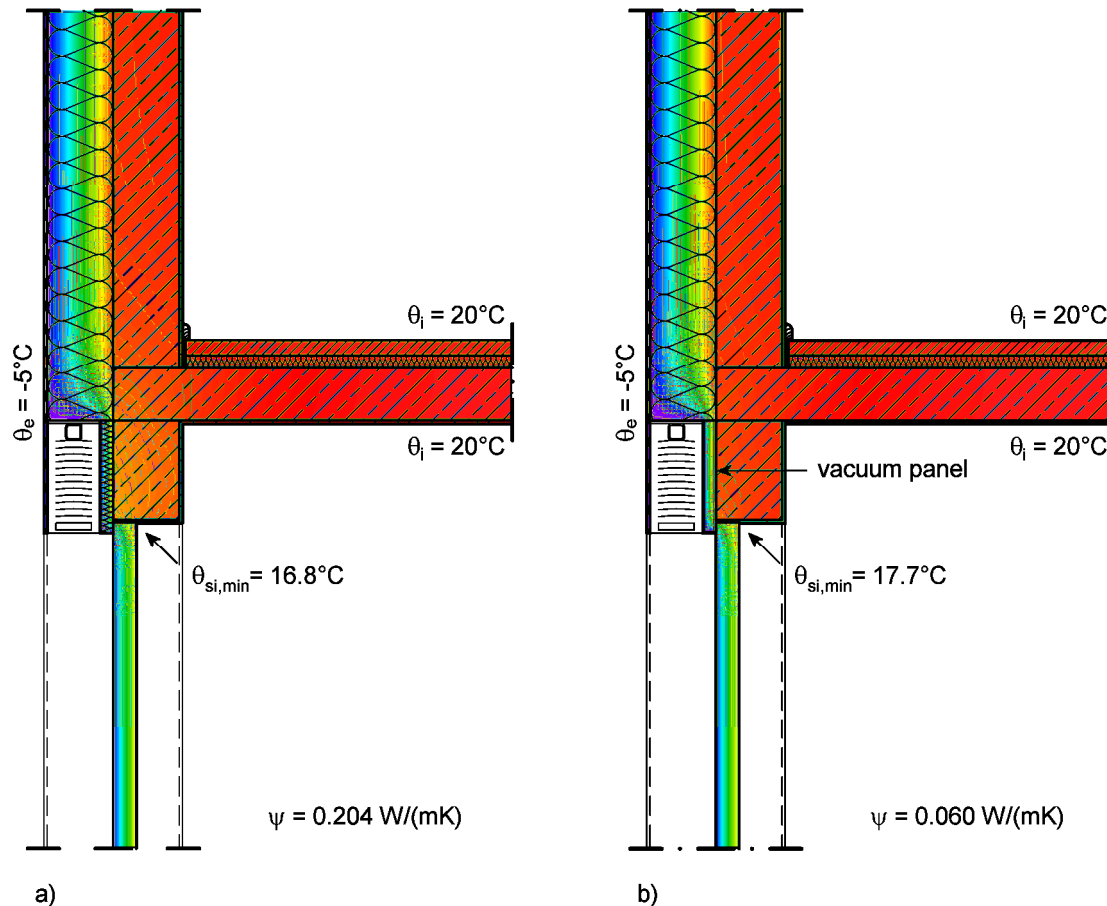 θi = 20°C
θe = -5°C
θi = 20°C
θsi,min= 16.8°C
ψ = 0.204 W/(mK)
a)
θi = 20°C
θe = -5°C
θi = 20°C
vacuum panel
θsi,min= 17.7°C
ψ = 0.060 W/(mK)
b)